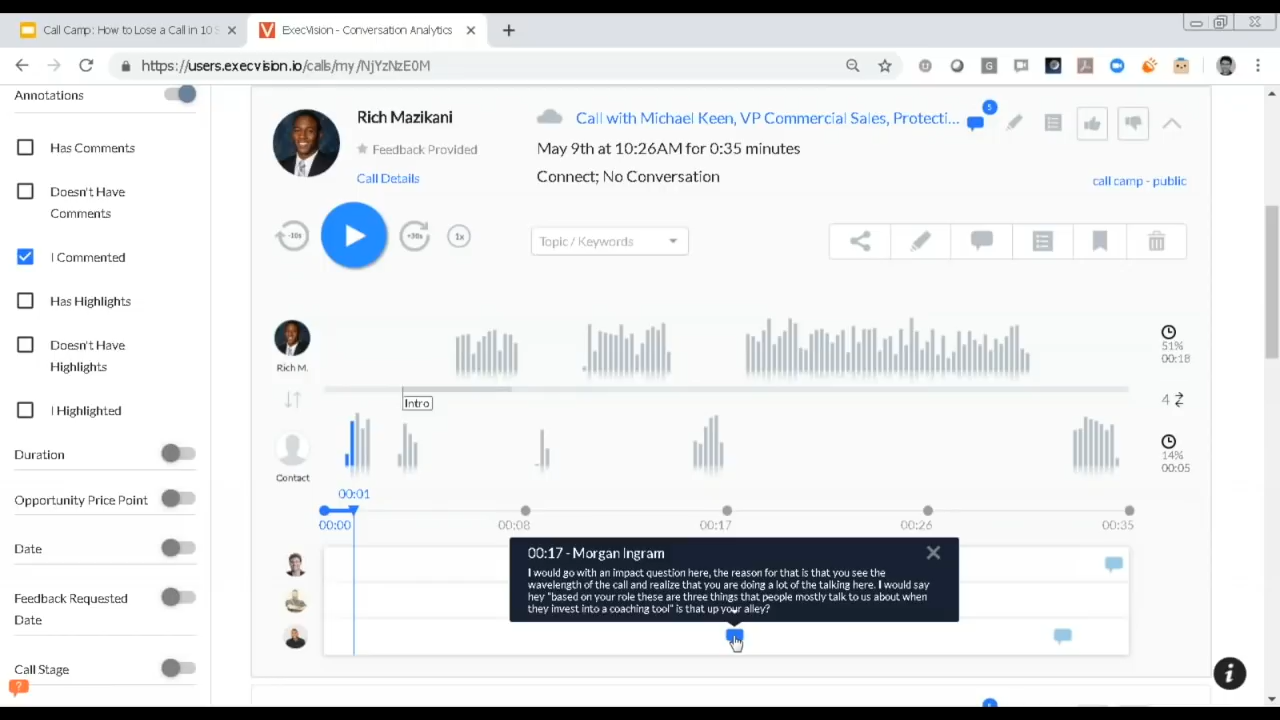 Call Camp: How to Lose a Call in 10 S
ExecVision - Conversation Analytics
https://users.execvision.io/calls/my/NjYzNzE0M
Annotations
Has Comments
Doesn't Have
Comments
I Commented
Has Highlights
Doesn't Have
Highlights
I Highlighted
Duration
Opportunity Price Point
Date
Feedback Requested
Date
Call Stage
Rich Mazikani
Feedback Provided
Call Details
Call with Michael Keen, VP Commercial Sales, Protecti...
5
May 9th at 10:26AM for 0:35 minutes
Connect; No Conversation
call camp - public
-10s
+30s
1x
Topic / Keywords
Rich M.
51%
00:18
Intro
4
Contact
14%
00:05
00:01
00:00
00:08
00:17
00:26
00:35
00:17 - Morgan Ingram
I would go with an impact question here, the reason for that is that you see the
wavelength of the call and realize that you are doing a lot of the talking here. I would say
hey "based on your role these are three things that people mostly talk to us about when
they invest into a coaching tool" is that up your alley?